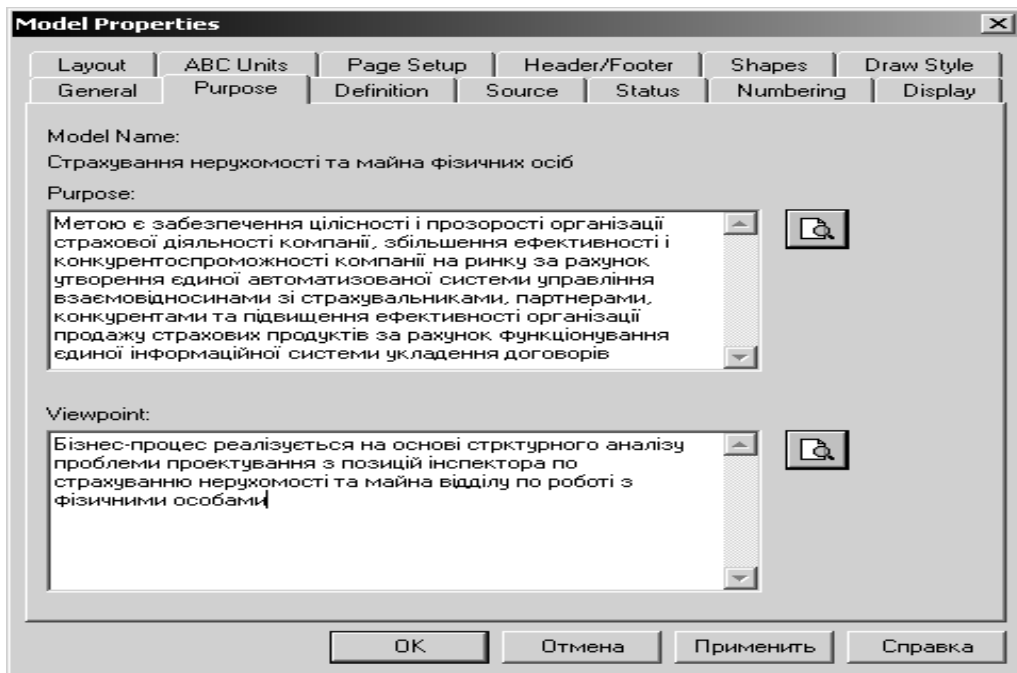 Model Properties
Layout ABC Units Page Setup Header/Footer Shapes Draw Style
General Purpose Definition Source Status Numbering Display
Model Name:
Страхування нерухомості та майна фізичних осіб
Purpose:
Метою є забезпечення цілісності і прозорості організації
страхової діяльності компанії, збільшення ефективності і
конкурентоспроможності компанії на ринку за рахунок
утворення єдиної автоматизованої системи управління
взаємовідносинами зі страхувальниками, партнерами,
конкурентами та підвищення ефективності організації
продажу страхових продуктів за рахунок функціонування
єдиної інформаційної системи укладення договорів
Viewpoint:
Бізнес-процес реалізується на основі стрктурного аналізу
проблеми проектування з позицій інспектора по
страхуванню нерухомості та майна відділу по роботі з
фізичними особами
OK Отмена Применить Справка